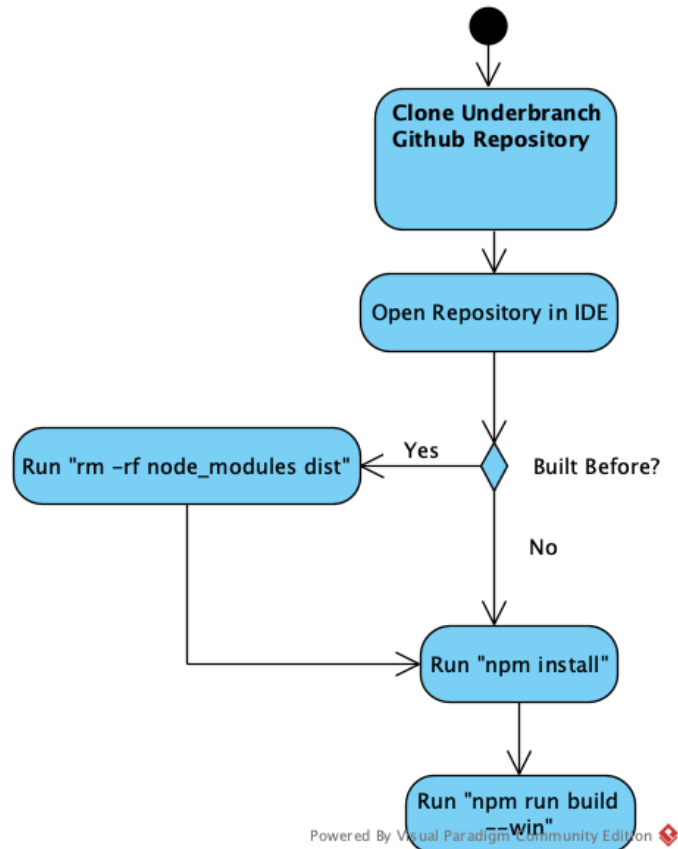 Clone Underbranch
Github Repository
Open Repository in IDE
Built Before?
Yes
Run "rm -rf node_modules dist"
No
Run "npm install"
Run "npm run build
--win"
Powered By Visual Paradigm Community Edition